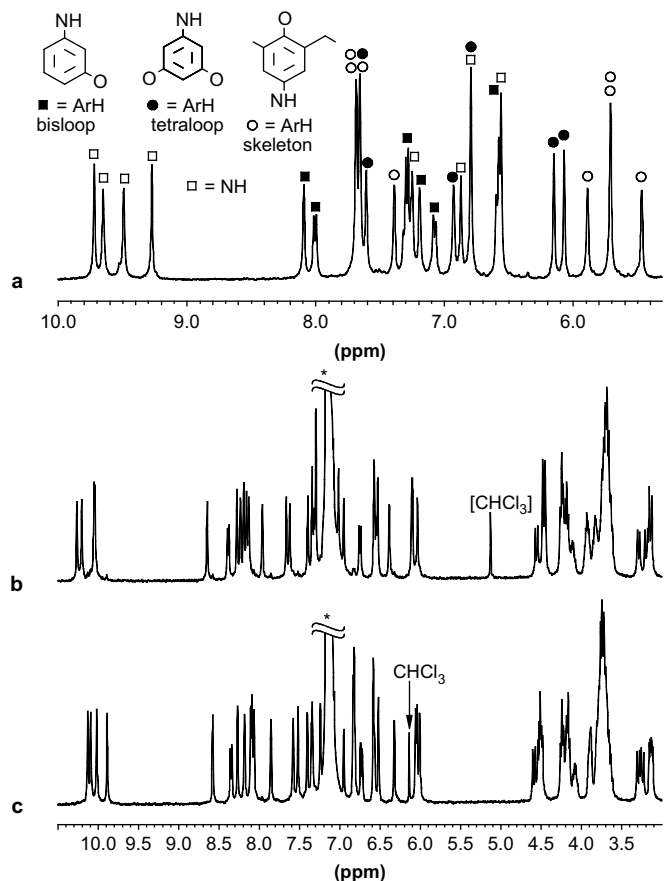 NH
NH
O
NH
O
O
O
NH
■ = ArH
bisloop
● = ArH
tetraloop
○ = ArH
skeleton
□ = NH
a
10.0 9.0 8.0 7.0 6.0
(ppm)
*
[CHCl3]
b
*
CHCl3
c
10.0 9.5 9.0 8.5 8.0 7.5 7.0 6.5 6.0 5.5 5.0 4.5 4.0 3.5
(ppm)